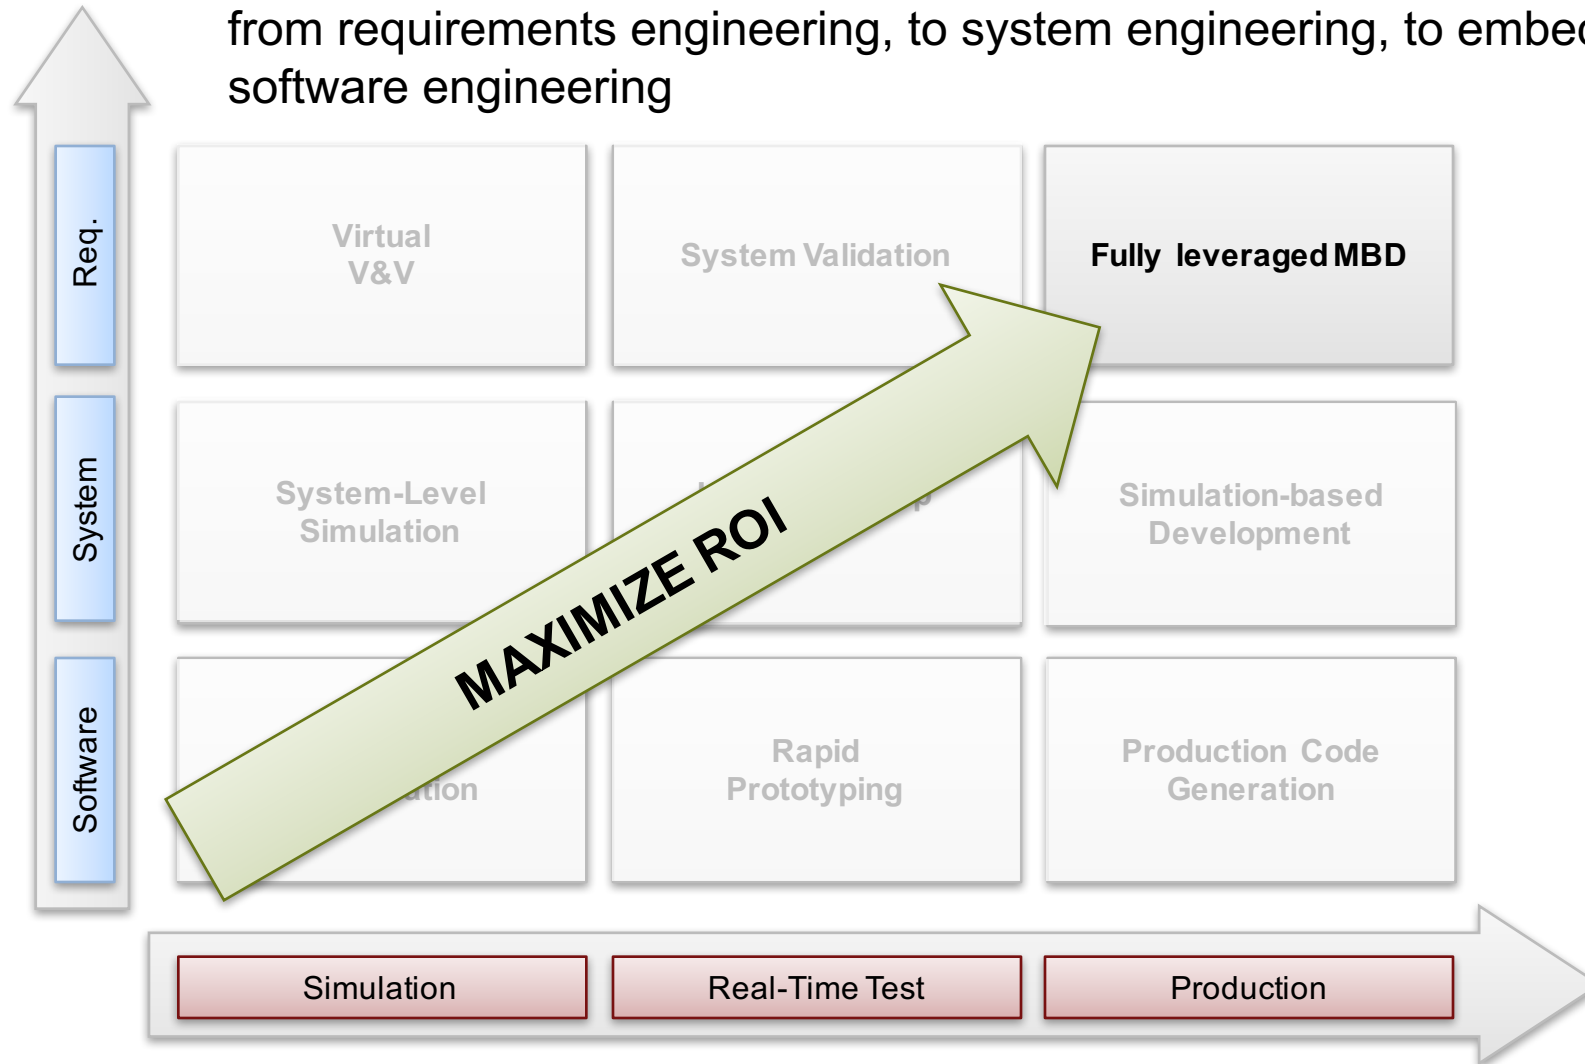 from requirements engineering, to system engineering, to
software engineering
Req.
Virtual
V&V
System Validation
Fully leveraged MBD
System
System-Level
Simulation
Simulation-based
Development
MAXIMIZE ROI
Software
Rapid
Prototyping
Production Code
Generation
Simulation
Real-Time Test
Production